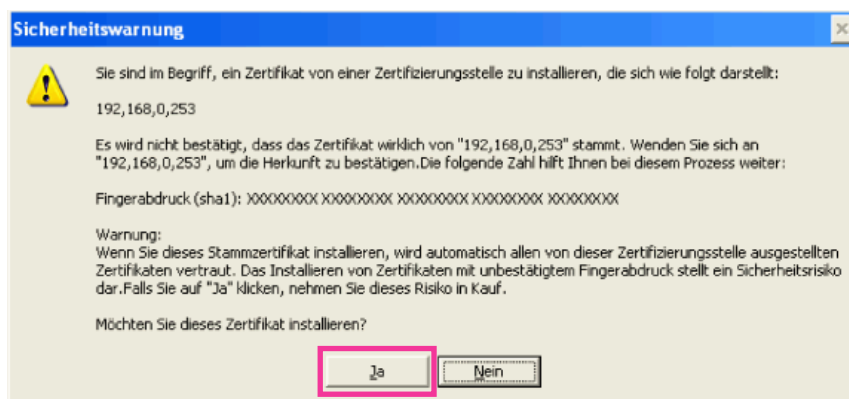 Sicherheitswarnung
Sie sind im Begriff, ein Zertifikat von einer Zertifizierungsstelle zu installieren, die sich wie folgt darstellt:
192,168,0,253
Es wird nicht bestätigt, dass das Zertifikat wirklich von "192,168,0,253" stammt. Wenden Sie sich an
"192,168,0,253", um die Herkunft zu bestätigen.Die folgende Zahl hilft Ihnen bei diesem Prozess weiter:
Fingerabdruck (sha1): XXXXXXXX XXXXXXXX XXXXXXXX XXXXXXXX XXXXXXXX
Warnung:
Wenn Sie dieses Stammzertifikat installieren, wird automatisch allen von dieser Zertifizierungsstelle ausgestellten
Zertifikaten vertraut. Das Installieren von Zertifikaten mit unbestätigtem Fingerabdruck stellt ein Sicherheitsrisiko
dar.Falls Sie auf "Ja" klicken, nehmen Sie dieses Risiko in Kauf.
Möchten Sie dieses Zertifikat installieren?
Ja Nein